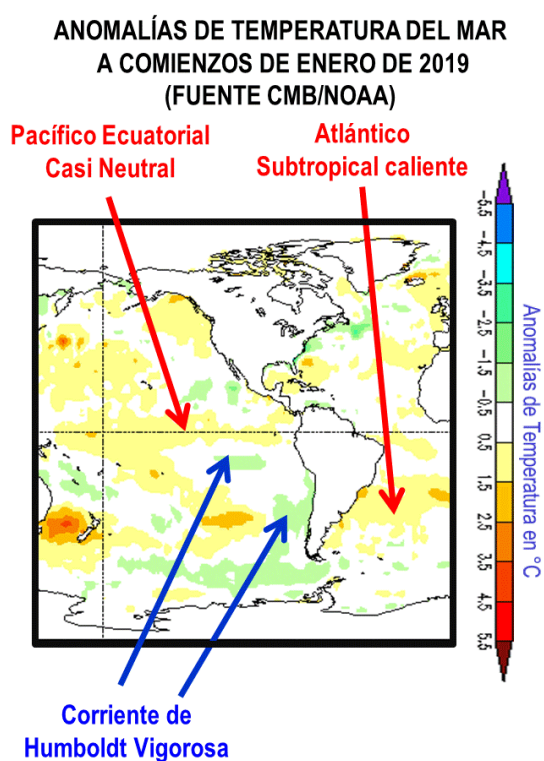 ANOMALÍAS DE TEMPERATURA DEL MAR
A COMIENZOS DE ENERO DE 2019
(FUENTE CMB/NOAA)
Pacífico Ecuatorial
Casi Neutral
Atlántico
Subtropical caliente
-5.5
-4.5
-3.5
-2.5
-1.5
-0.5
0.5
1.5
2.5
3.5
4.5
5.5
Anomalías de Temperatura en °C
Corriente de
Humboldt Vigorosa